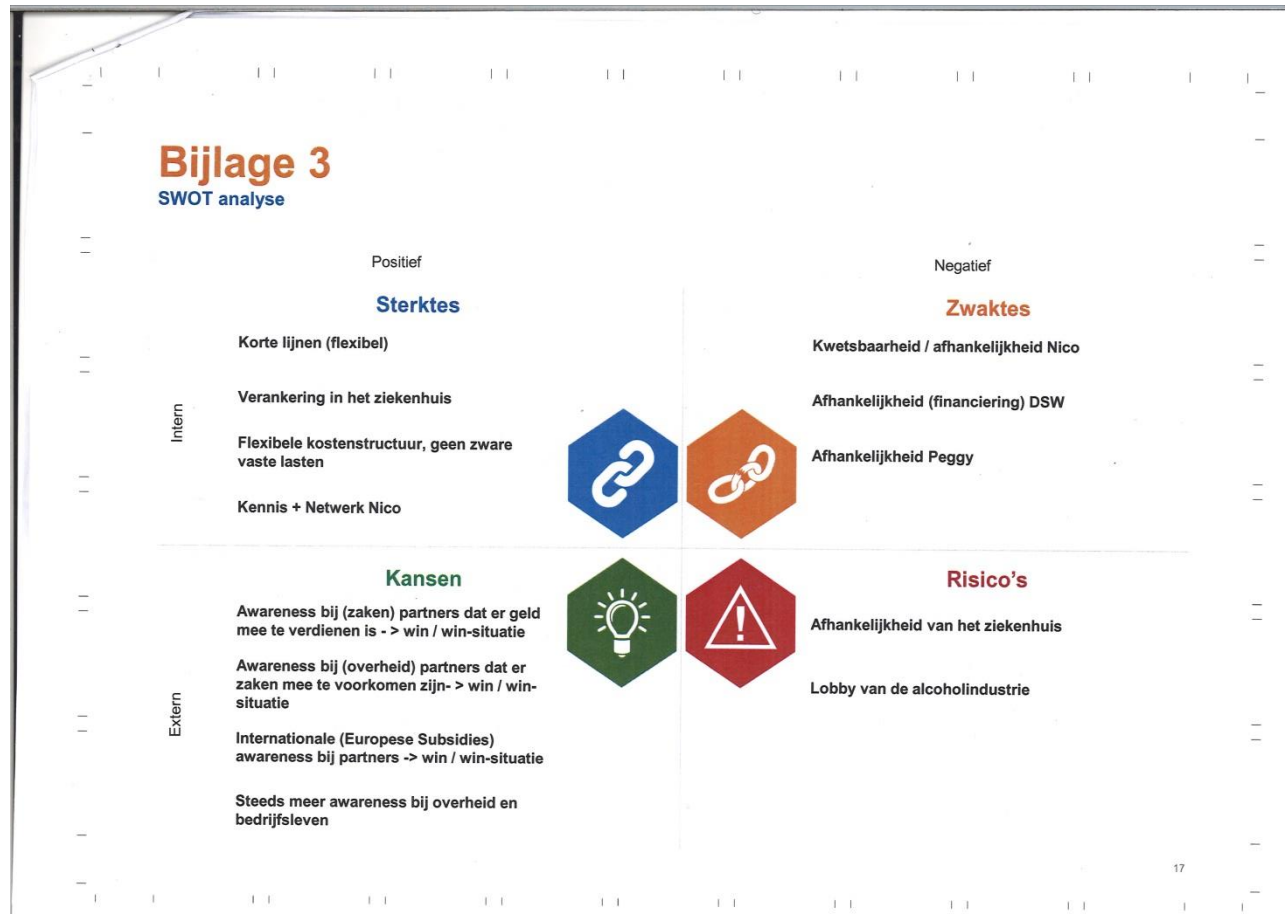 Bijlage 3
SWOT analyse
Positief
Negatief
Intern
Sterktes
Korte lijnen (flexibel)
Verankering in het ziekenhuis
Flexibele kostenstructuur, geen zware
vaste lasten
Kennis + Netwerk Nico
Zwaktes
Kwetsbaarheid / afhankelijkheid Nico
Afhankelijkheid (financiering) DSW
Afhankelijkheid Peggy
Extern
Kansen
Awareness bij (zaken) partners dat er geld
mee te verdienen is - > win / win-situatie
Awareness bij (overheid) partners dat er
zaken mee te voorkomen zijn- > win / win-
situatie
Internationale (Europese Subsidies)
awareness bij partners -> win / win-situatie
Steeds meer awareness bij overheid en
bedrijfsleven
Risico's
Afhankelijkheid van het ziekenhuis
Lobby van de alcoholindustrie
17